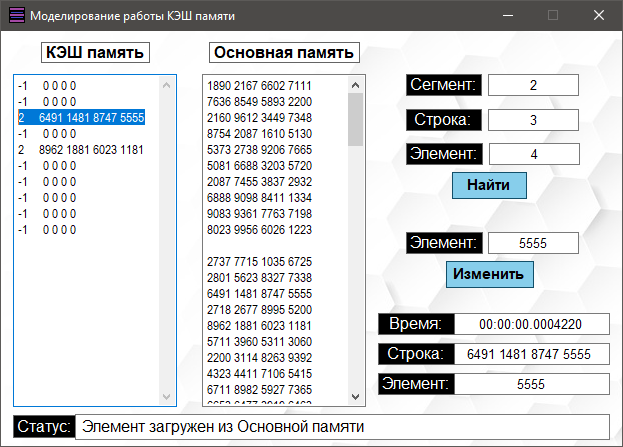 Моделирование работы КЭШ памяти
КЭШ память
-1 0 0 0 0
-1 0 0 0 0
2 6491 1481 8747 5555
-1 0 0 0 0
2 8962 1881 6023 1181
-1 0 0 0 0
-1 0 0 0 0
-1 0 0 0 0
-1 0 0 0 0
-1 0 0 0 0
Основная память
1890 2167 6602 7111
7636 8549 5893 2200
2160 9612 3449 7348
8754 2087 1610 5130
5373 2738 9206 7665
5081 6688 3203 5720
2087 7455 3837 2932
6888 9098 8411 1334
9083 9361 7763 7198
8023 9956 6026 1223
2737 7715 1035 6725
2801 5623 8327 7338
6491 1481 8747 5555
2718 2677 8995 5200
8962 1881 6023 1181
5711 3960 5311 3060
2200 3114 8263 9392
4323 4411 7106 5415
6711 8982 5927 7365
Сегмент: 2
Строка: 3
Элемент: 4
Найти
Элемент: 5555
Изменить
Время: 00:00:00.0004220
Строка: 6491 1481 8747 5555
Элемент: 5555
Статус: Элемент загружен из Основной памяти